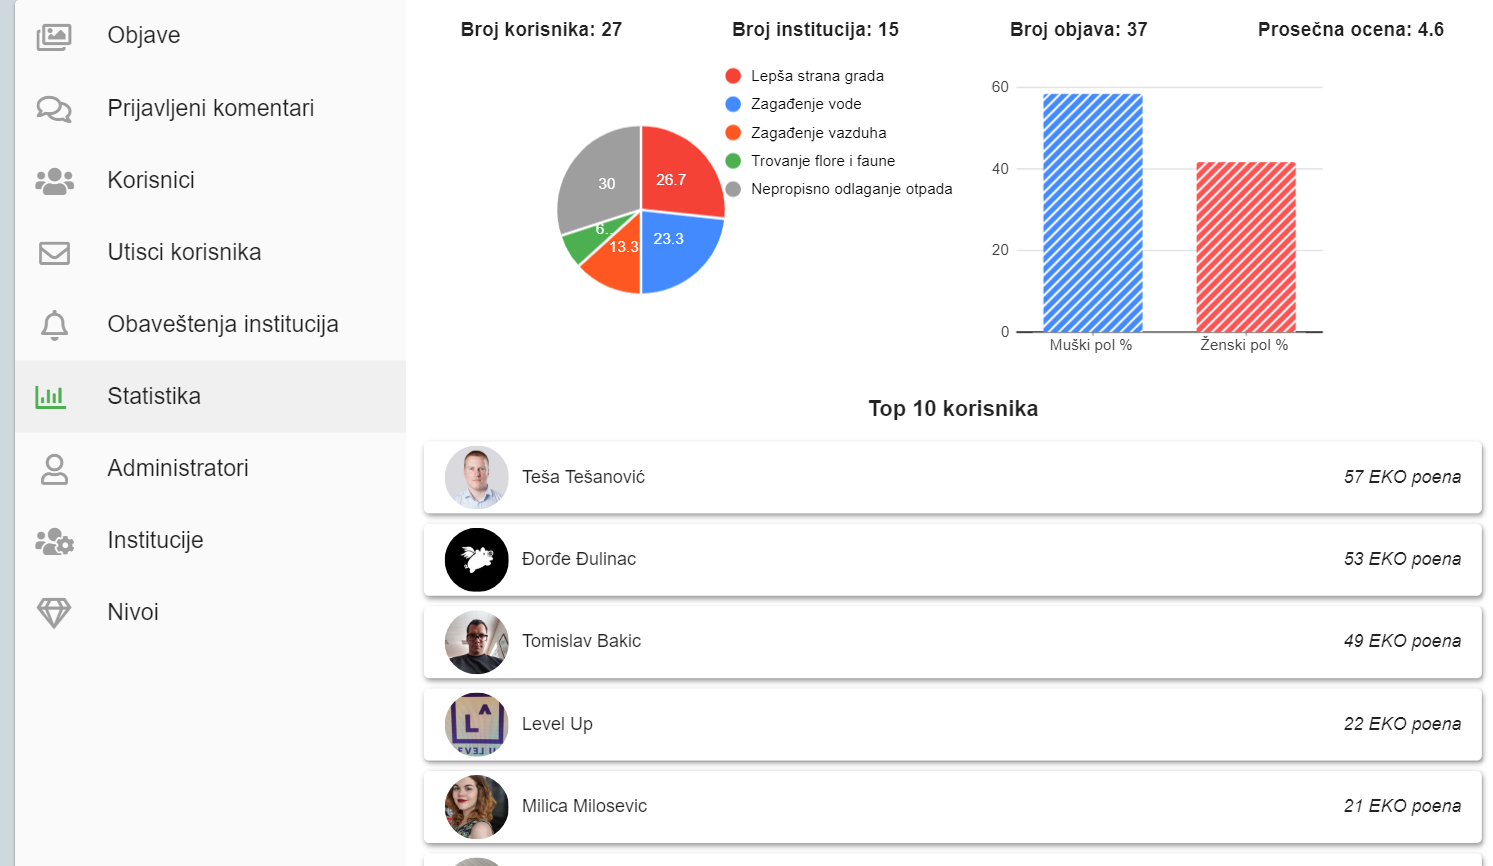 Objave
Prijavljeni komentari
Korisnici
Utisci korisnika
Obaveštenja institucija
Statistika
Administratori
Institucije
Nivoi
Broj korisnika: 27
Broj institucija: 15
Broj objava: 37
Prosečna ocena: 4.6
Lepša strana grada
Zagađenje vode
Zagađenje vazduha
Trovanje flore i faune
Nepropisno odlaganje otpada
30
26.7
6...
13.3
23.3
60
40
20
0
Muški pol %
Ženski pol %
Top 10 korisnika
Teša Tešanović
57 EKO poena
Đorđe Đulinac
53 EKO poena
Tomislav Bakic
49 EKO poena
Level Up
22 EKO poena
Milica Milosevic
21 EKO poena